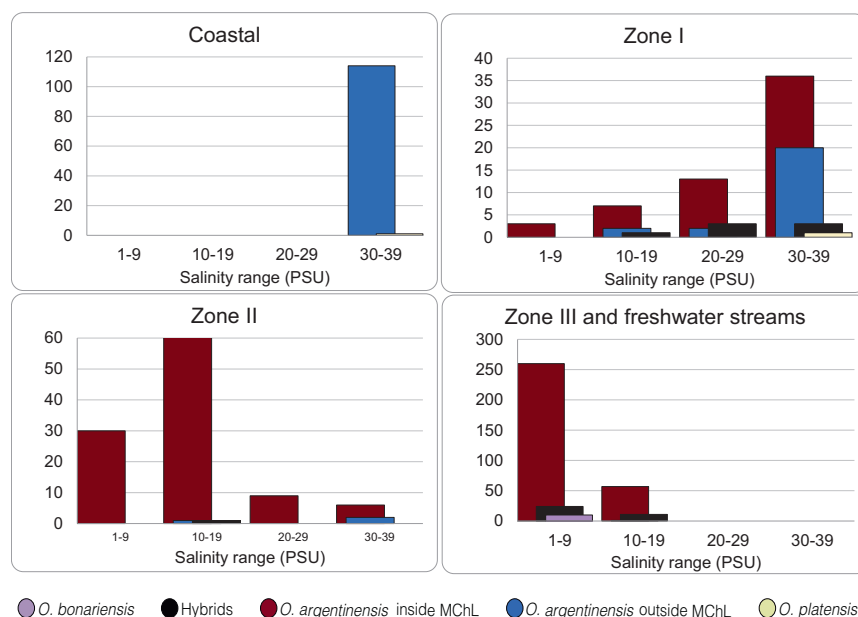 Coastal
120
100
80
60
40
20
0
1-9 10-19 20-29 30-39
Salinity range (PSU)
Zone I
40
35
30
25
20
15
10
5
0
1-9 10-19 20-29 30-39
Salinity range (PSU)
Zone II
60
50
40
30
20
10
0
1-9 10-19 20-29 30-39
Salinity range (PSU)
Zone III and freshwater streams
300
250
200
150
100
50
0
1-9 10-19 20-29 30-39
Salinity range (PSU)
O. bonariensis Hybrids O. argentinensis inside MChL O. argentinensis outside MChL O. platensis